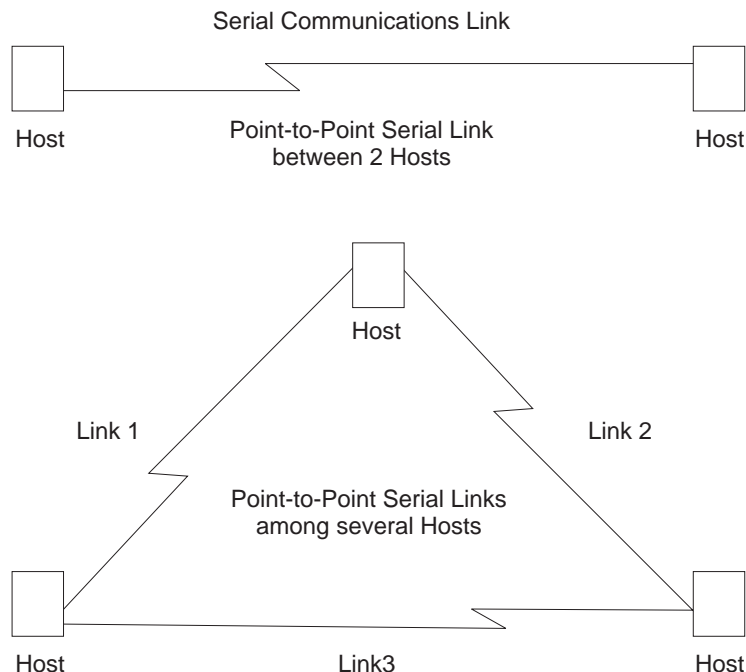 Serial Communications Link
Host
Point-to-Point Serial Link
between 2 Hosts
Host
Host
Link 1
Link 2
Point-to-Point Serial Links
among several Hosts
Host
Link3
Host